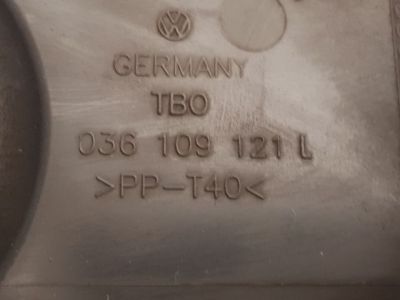 GERMANY
TBO
036 109 121 L
>PP-T40<